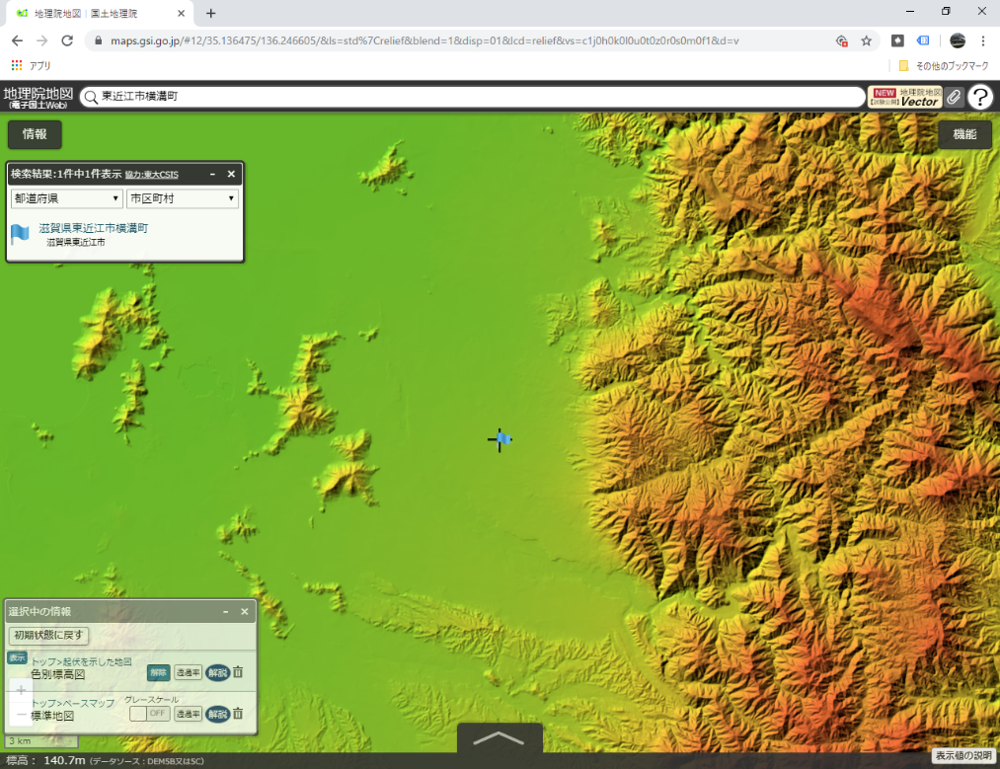 地理院地図 | 国土地理院
maps.gsi.go.jp/#12/35.136475/136.246605/&ls=std%7Crelief&blend=1&disp=01&lcd=relief&vs=c1j0h0k0l0u0t0z0r0s0m0f1&d=v
アプリ
その他のブックマーク
地理院地図
(電子国土Web)
東近江市横溝町
NEW 地理院地図
【試験公開】Vector
?
情報
機能
検索結果:1件中1件表示 協力:東大CSIS
都道府県 市区町村
滋賀県東近江市横溝町
滋賀県東近江市
選択中の情報
初期状態に戻す
表示
トップ>起伏を示した地図
色別標高図 解除 透過率 解説
トップ>ベースマップ グレースケール
標準地図 OFF 透過率 解説
3 km
標高： 140.7m (データソース：DEM5B又は5C)
表示値の説明